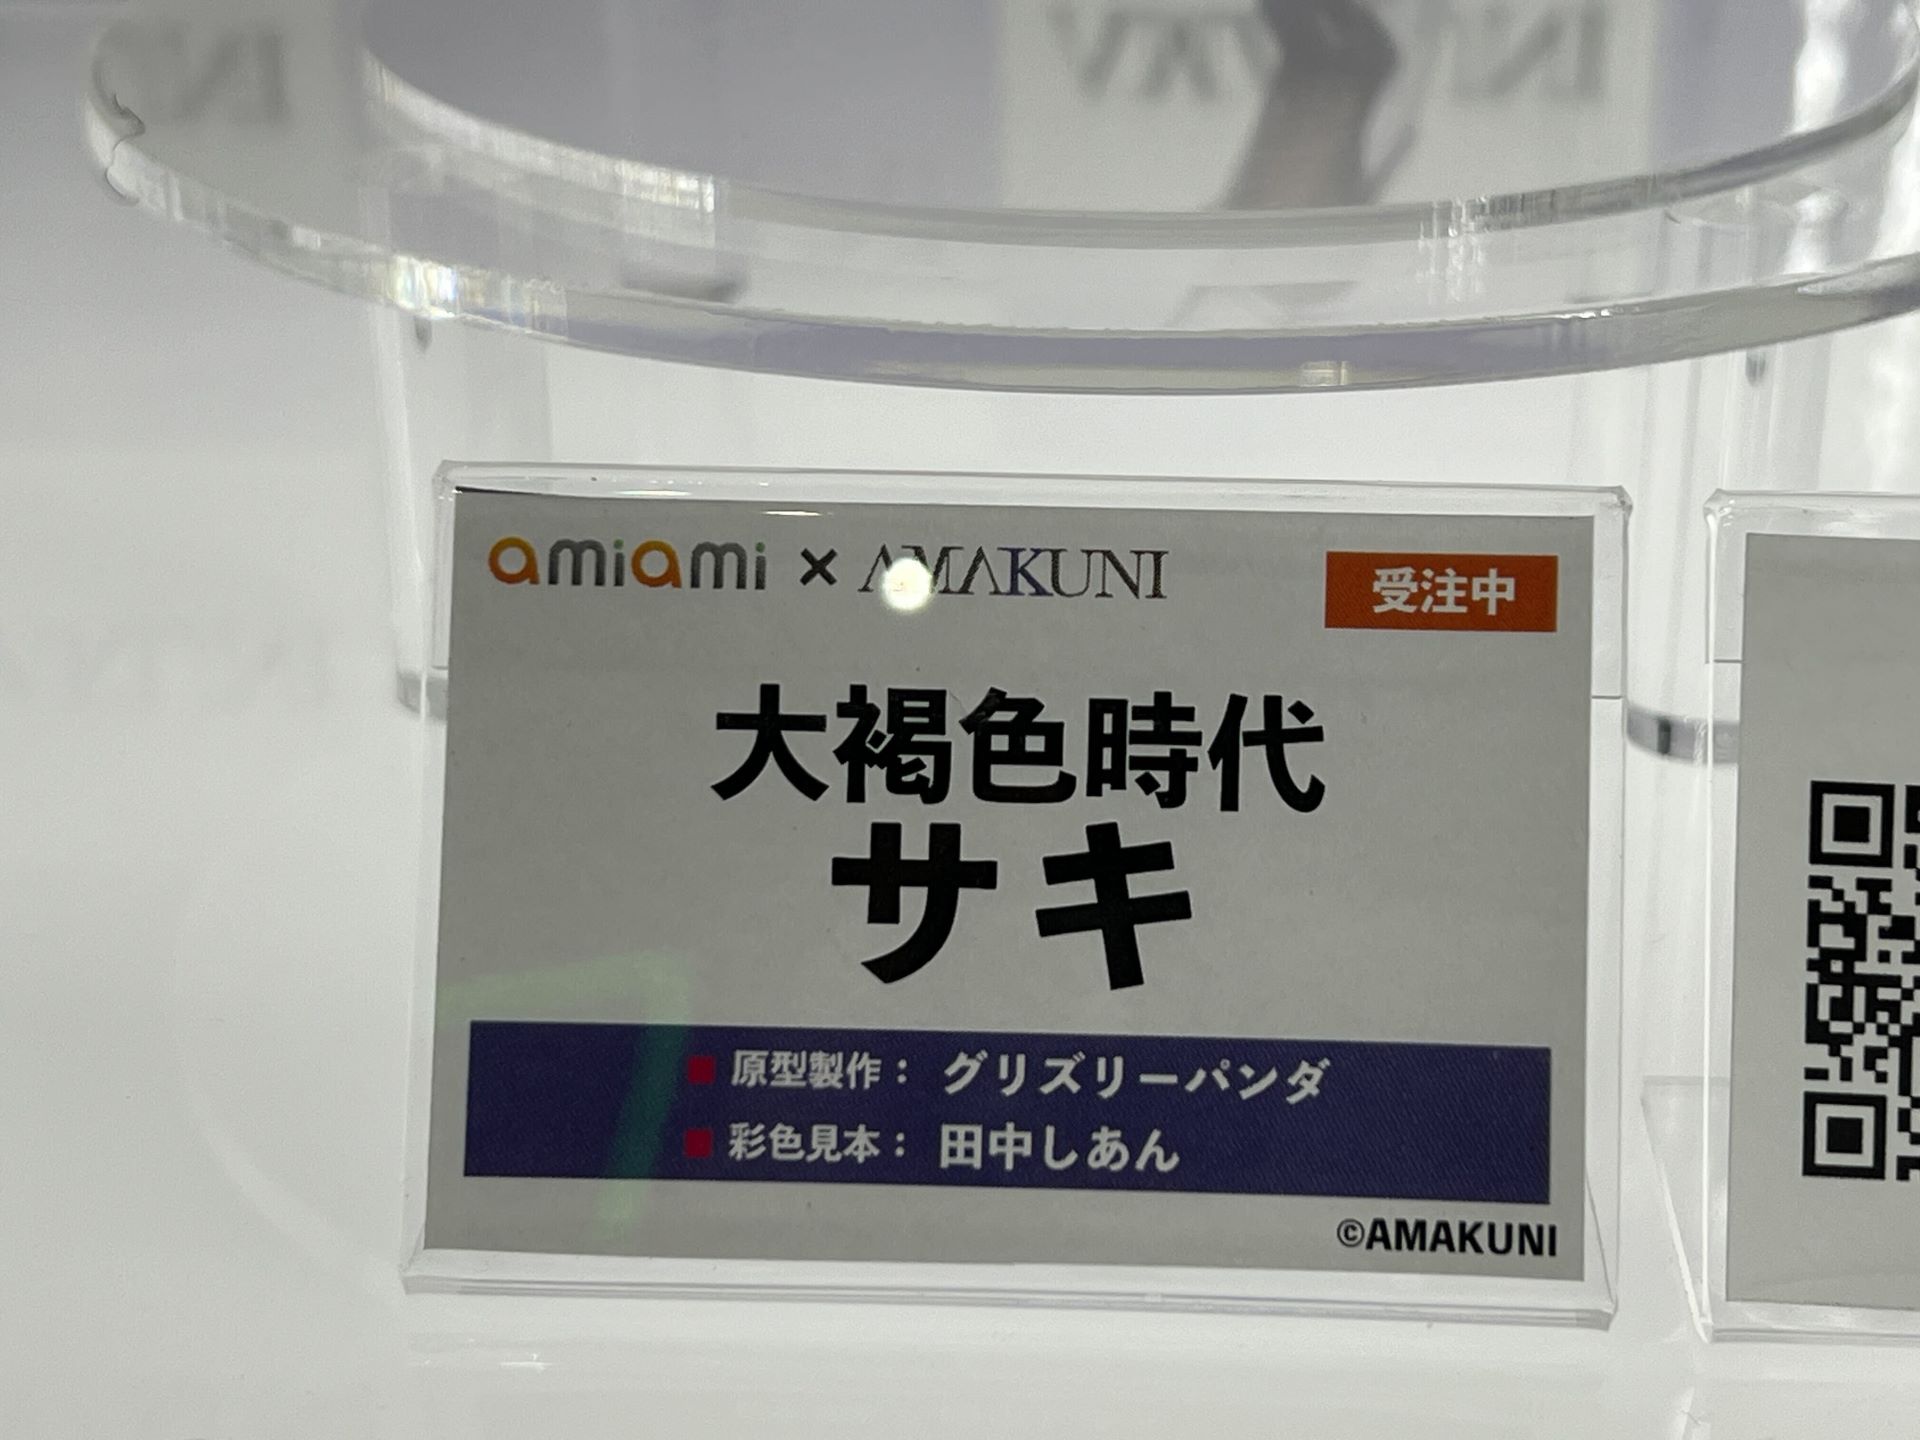 amiami × AMAKUNI
受注中
大褐色時代
サキ
■ 原型製作： グリズリーパンダ
■ 彩色見本： 田中しあん
©AMAKUNI